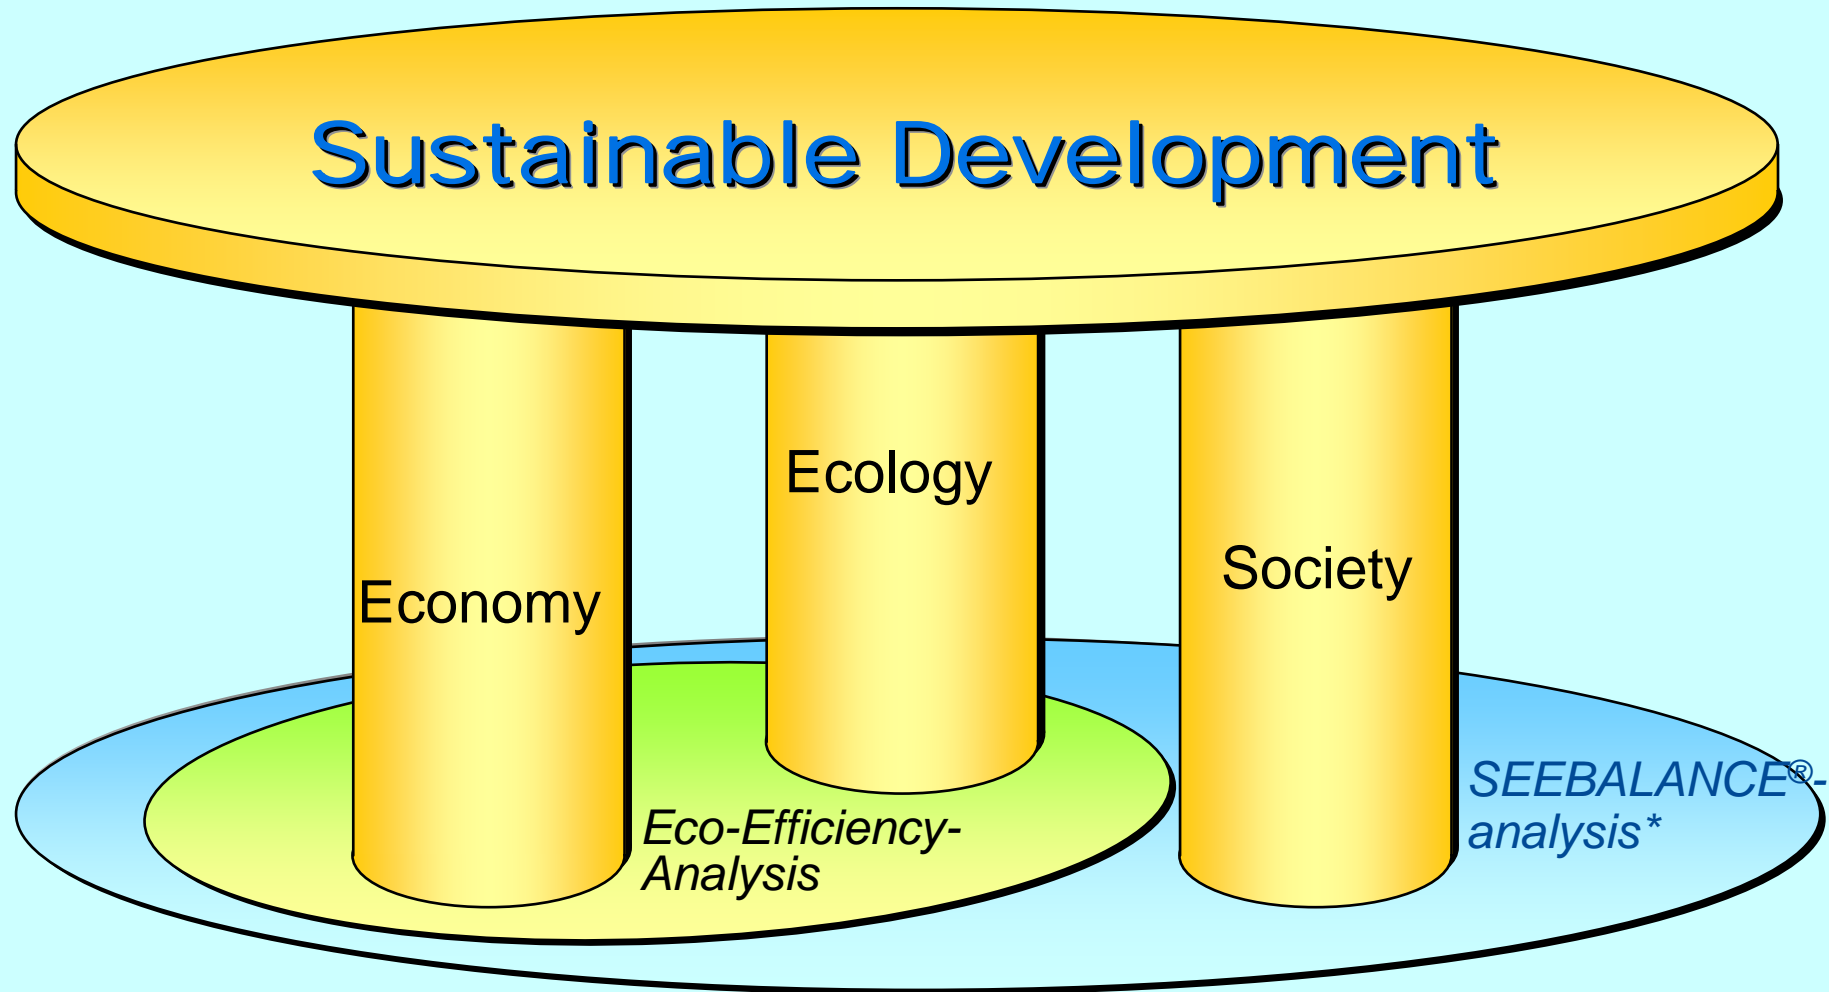 Sustainable Development
Ecology
Society
Economy
SEEBALANCE®-
analysis*
Eco-Efficiency-
Analysis